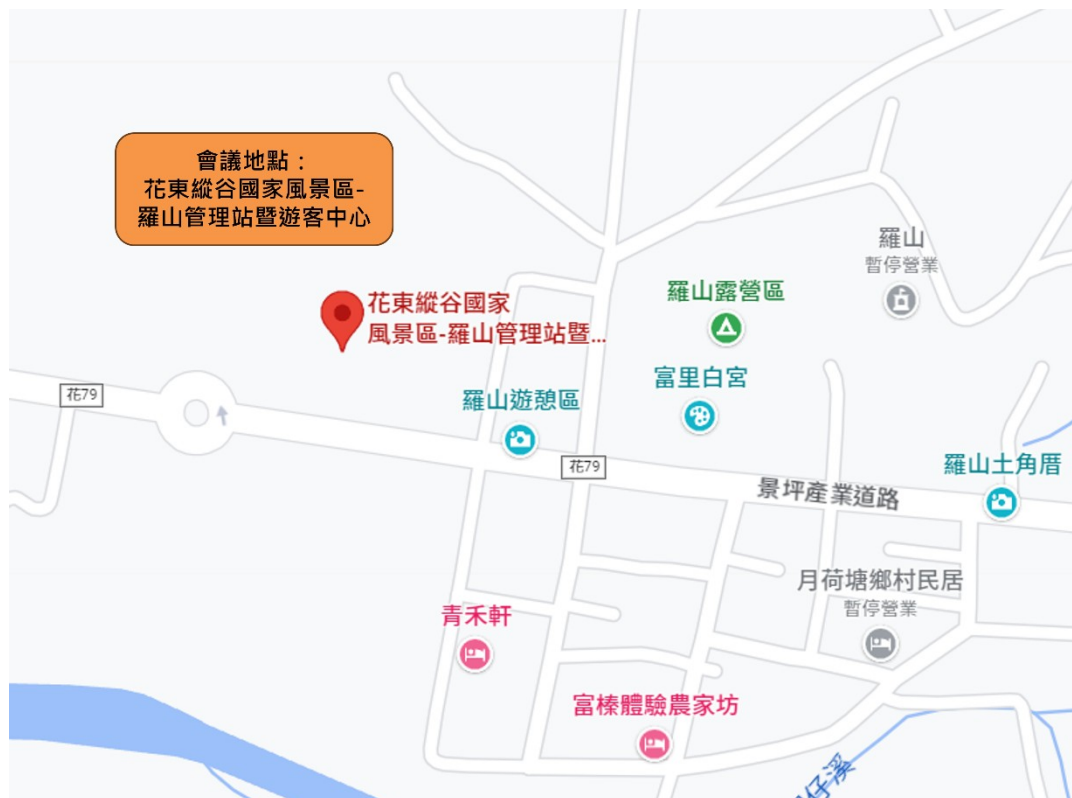 會議地點：
花東縱谷國家風景區-
羅山管理站暨遊客中心
羅山
暫停營業
羅山露營區
花東縱谷國家
風景區-羅山管理站暨...
富里白宮
花79
羅山遊憩區
花79
羅山土角厝
景坪產業道路
月荷塘鄉村民居
暫停營業
青禾軒
富榛體驗農家坊
仔溪